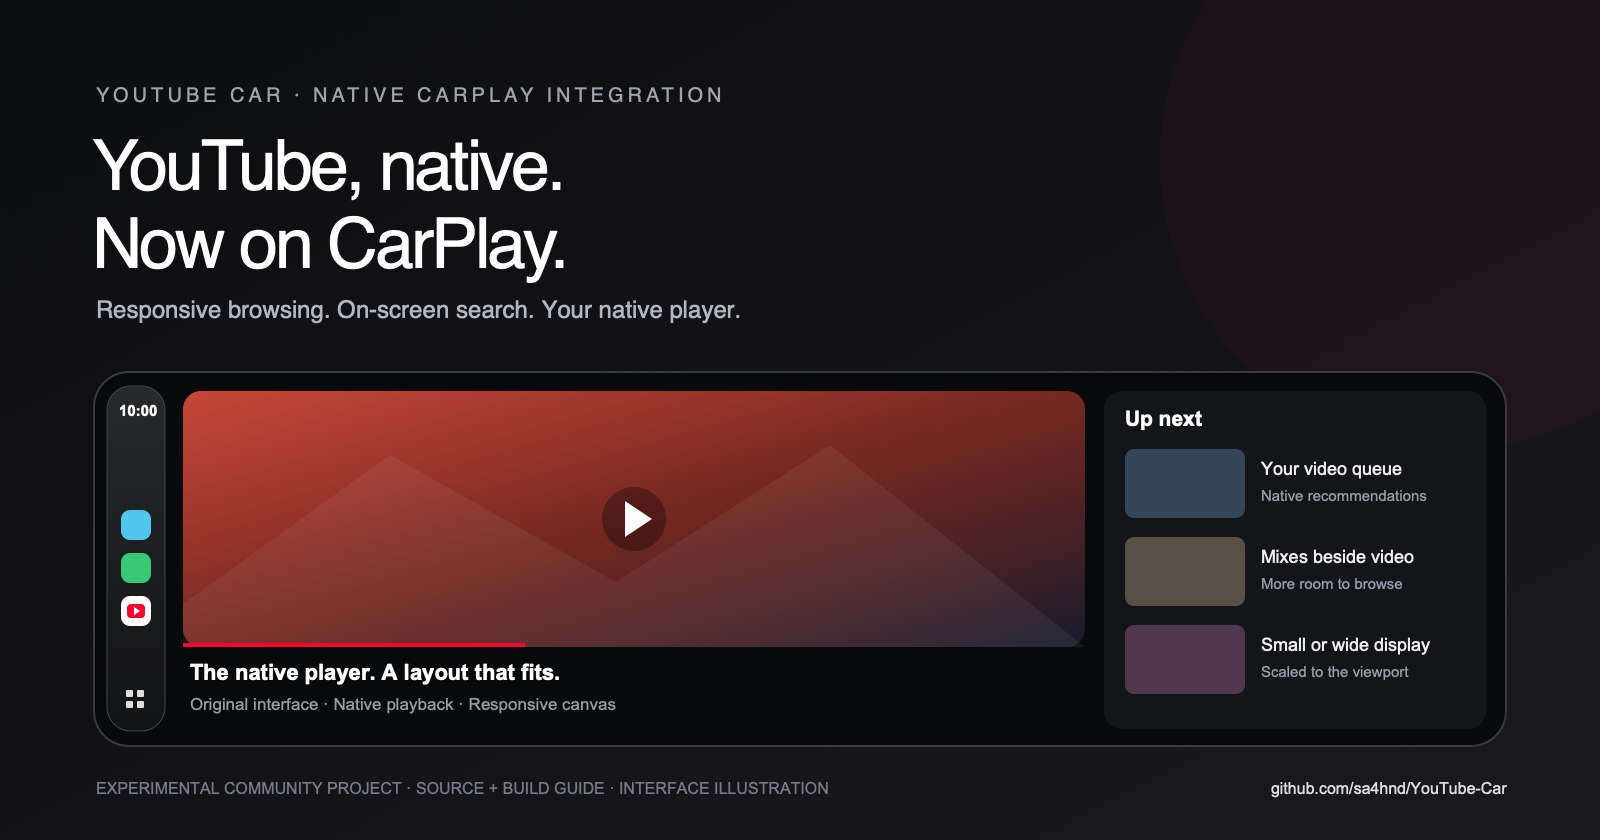 YOUTUBE CAR · NATIVE CARPLAY INTEGRATION
YouTube, native.
Now on CarPlay.
Responsive browsing. On-screen search. Your native player.
10:00
The native player. A layout that fits.
Original interface · Native playback · Responsive canvas
Up next
Your video queue
Native recommendations
Mixes beside video
More room to browse
Small or wide display
Scaled to the viewport
EXPERIMENTAL COMMUNITY PROJECT · SOURCE + BUILD GUIDE · INTERFACE ILLUSTRATION
github.com/sa4hnd/YouTube-Car